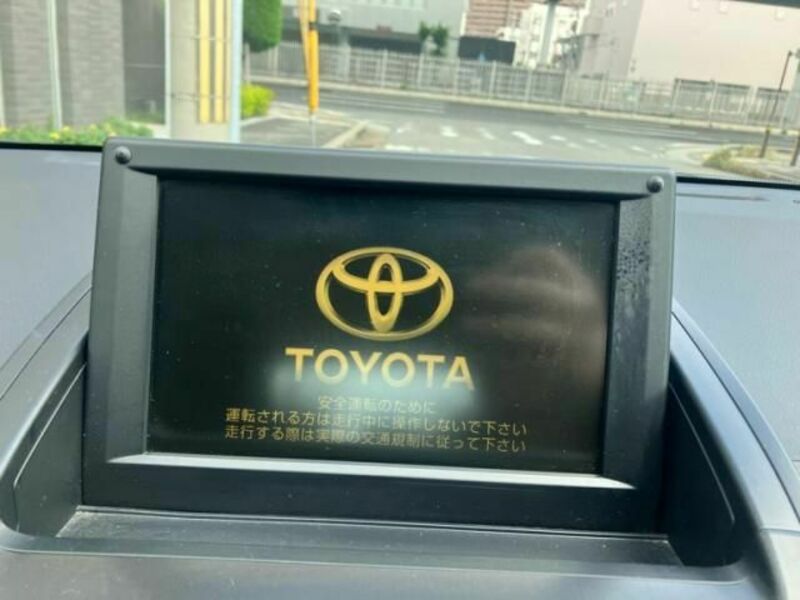 TOYOTA
安全運転のために
運転される方は走行中に操作しないで下さい
走行する際は実際の交通規制に従って下さい